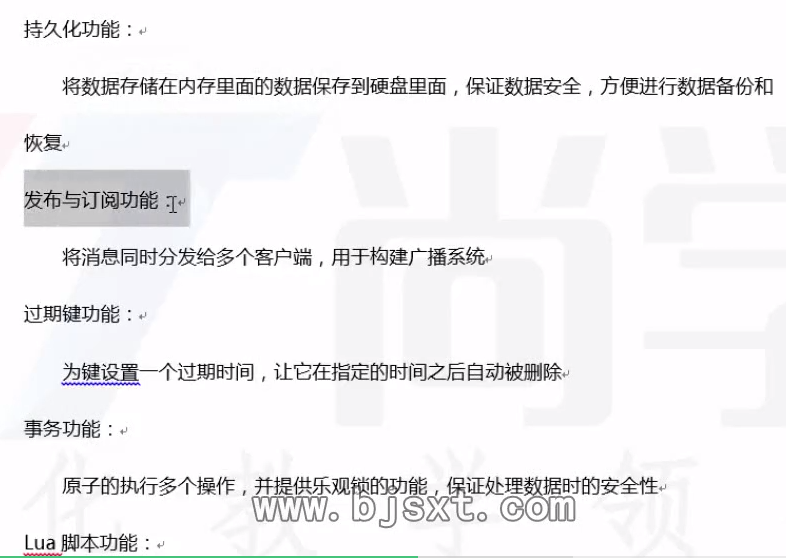 持久化功能：
将数据存储在内存里面的数据保存到硬盘里面，保证数据安全，方便进行数据备份和
恢复
发布与订阅功能：
将消息同时分发给多个客户端，用于构建广播系统
过期键功能：
为键设置一个过期时间，让它在指定的时间之后自动被删除
事务功能：
原子的执行多个操作，并提供乐观锁的功能，保证处理数据时的安全性
www.bjsxt.com
Lua 脚本功能：
尚学
化 教 学 领